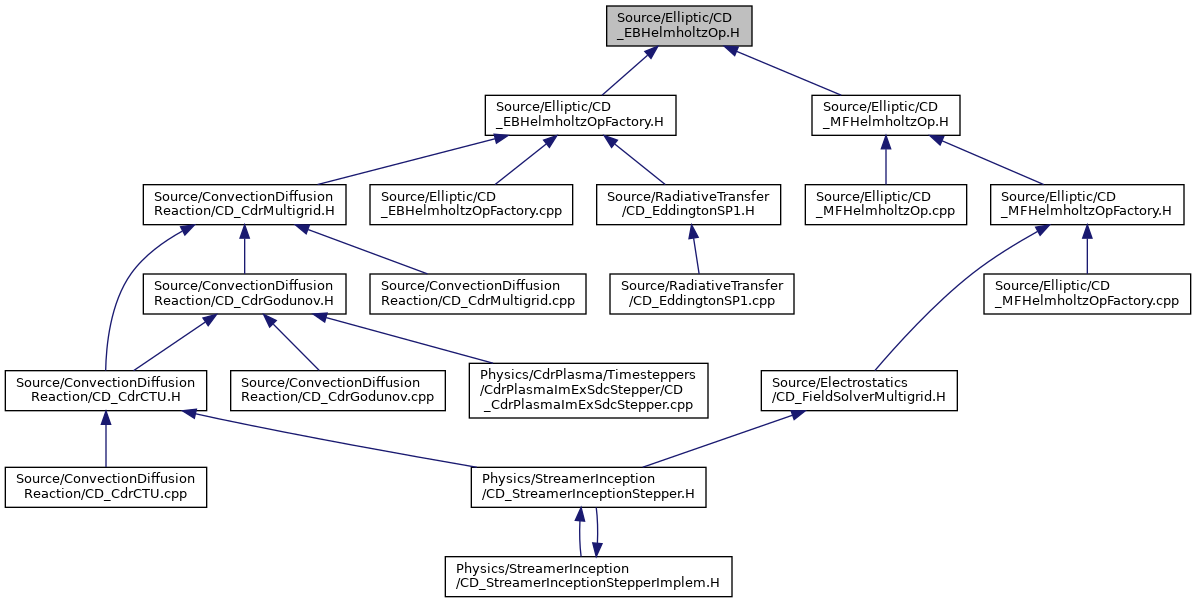 Source/Elliptic/CD
_EBHelmholtzOp.H
Source/Elliptic/CD
_EBHelmholtzOpFactory.H
Source/Elliptic/CD
_MFHelmholtzOp.H
Source/ConvectionDiffusion
Reaction/CD_CdrMultigrid.H
Source/Elliptic/CD
_EBHelmholtzOpFactory.cpp
Source/RadiativeTransfer
/CD_EddingtonSP1.H
Source/Elliptic/CD
_MFHelmholtzOp.cpp
Source/Elliptic/CD
_MFHelmholtzOpFactory.H
Source/ConvectionDiffusion
Reaction/CD_CdrGodunov.H
Source/ConvectionDiffusion
Reaction/CD_CdrMultigrid.cpp
Source/RadiativeTransfer
/CD_EddingtonSP1.cpp
Source/Elliptic/CD
_MFHelmholtzOpFactory.cpp
Source/ConvectionDiffusion
Reaction/CD_CdrCTU.H
Source/ConvectionDiffusion
Reaction/CD_CdrGodunov.cpp
Physics/CdrPlasma/Timesteppers
/CdrPlasmaImExSdcStepper/CD
_CdrPlasmaImExSdcStepper.cpp
Source/Electrostatics
/CD_FieldSolverMultigrid.H
Source/ConvectionDiffusion
Reaction/CD_CdrCTU.cpp
Physics/StreamerInception
/CD_StreamerInceptionStepper.H
Physics/StreamerInception
/CD_StreamerInceptionStepperImplem.H